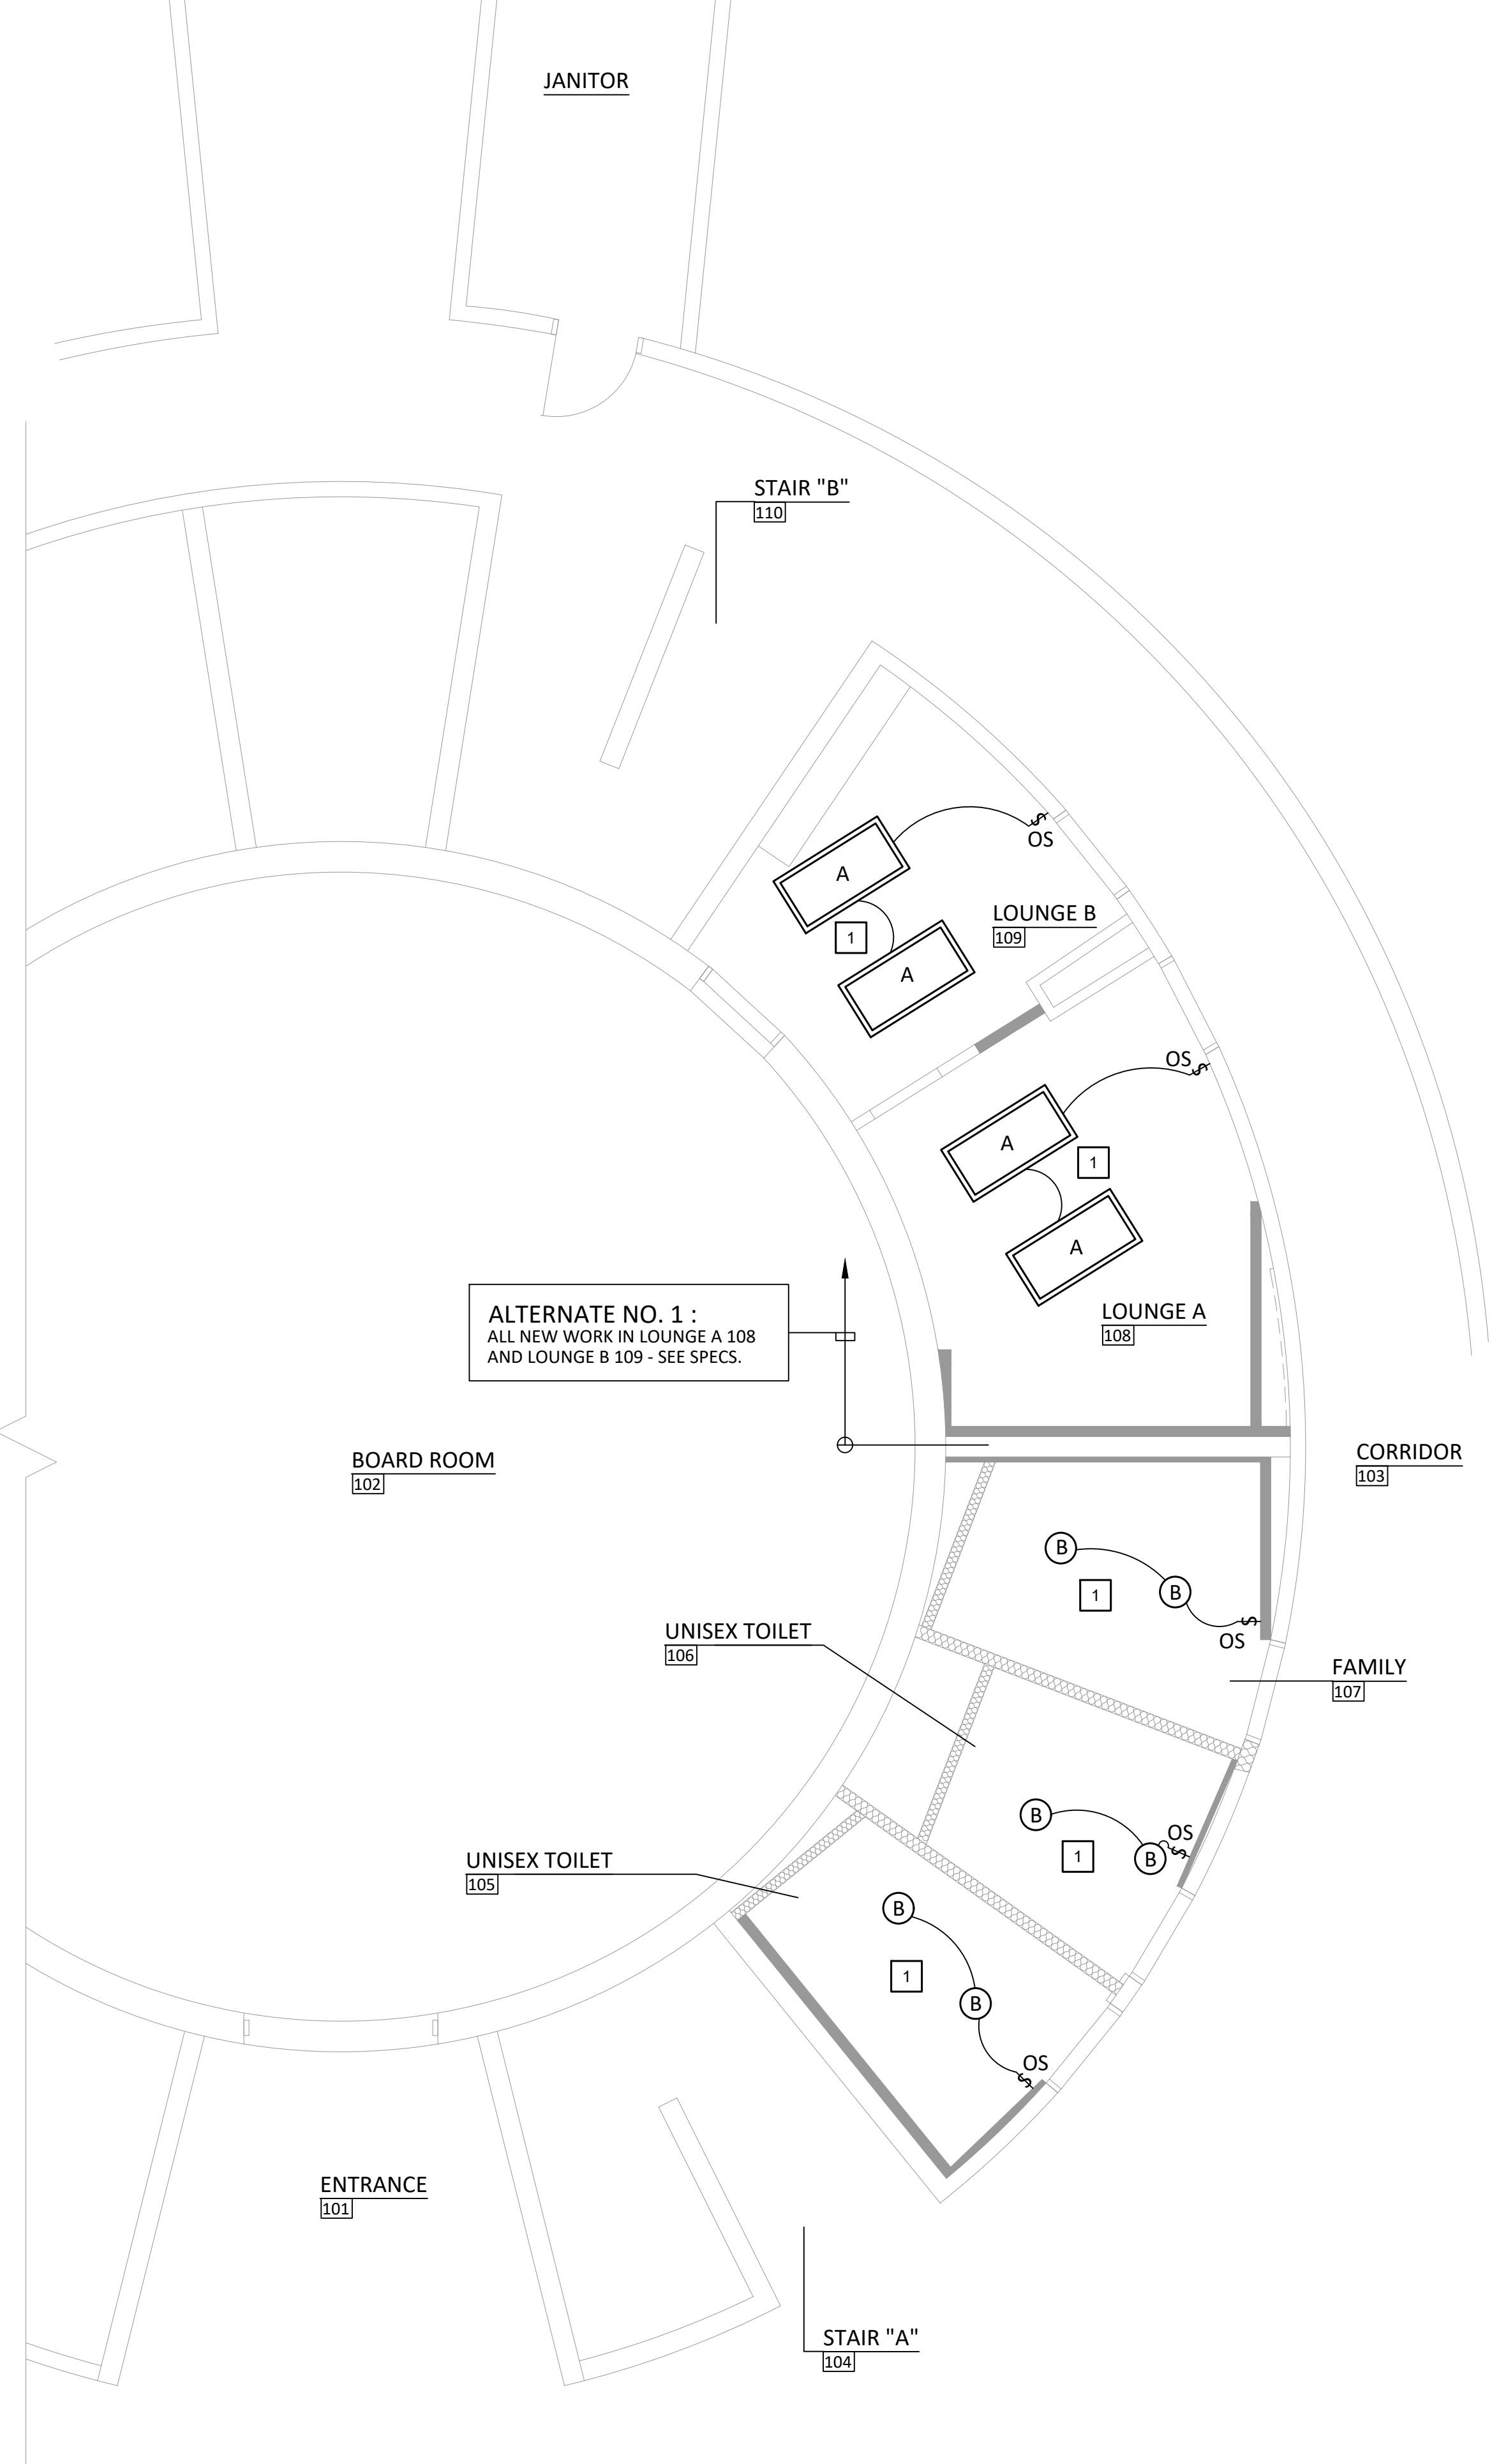 JANITOR
STAIR "B"
110
$
OS
A
LOUNGE B
109
1
A
OS $
A
1
A
LOUNGE A
108
ALTERNATE NO. 1 :
ALL NEW WORK IN LOUNGE A 108
AND LOUNGE B 109 - SEE SPECS.
BOARD ROOM
102
CORRIDOR
103
B
B
1
$
OS
UNISEX TOILET
106
FAMILY
107
B
OS
$
B
1
UNISEX TOILET
105
B
1
B
OS
$
ENTRANCE
101
STAIR "A"
104